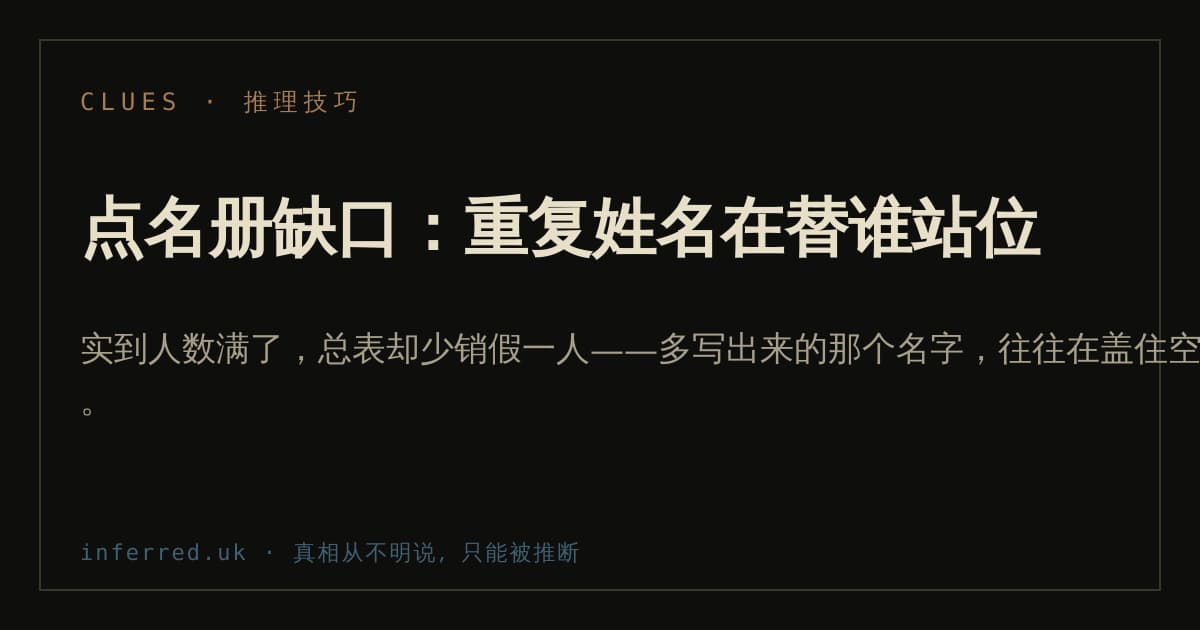 CLUES · 推理技巧
点名册缺口：重复姓名在替谁站位
实到人数满了，总表却少销假一人——多写出来的那个名字，往往在盖住空
。
inferred.uk · 真相从不明说，只能被推断